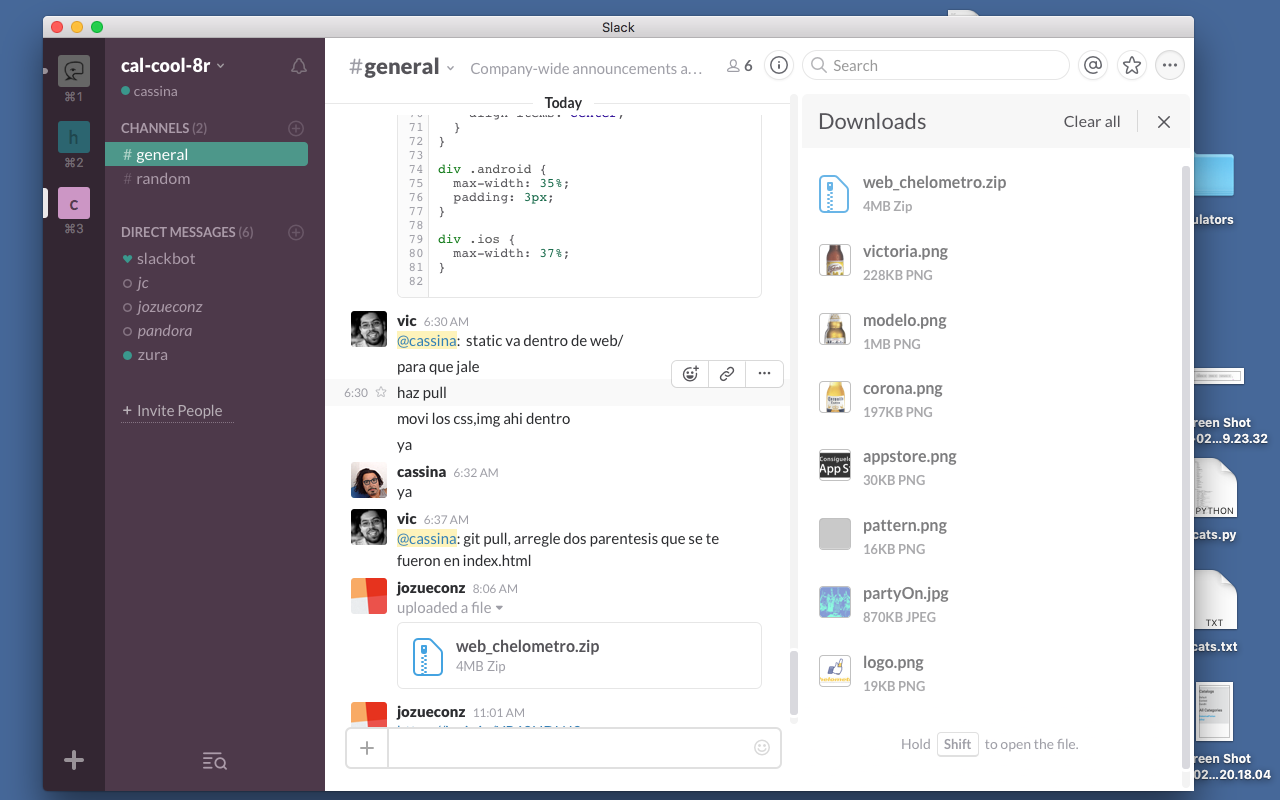 Slack
⌘1
⌘2
⌘3
h
c
cal-cool-8r
cassina
CHANNELS (2)
# general
# random
DIRECT MESSAGES (6)
slackbot
jc
jozueconz
pandora
zura
+ Invite People
#general
Company-wide announcements a…
6
Search
Today
71 }
72 }
73
74 div .android {
75 max-width: 35%;
76 padding: 3px;
77 }
78
79 div .ios {
80 max-width: 37%;
81 }
82
vic 6:30 AM
@cassina: static va dentro de web/
para que jale
6:30 haz pull
movi los css,img ahi dentro
ya
cassina 6:32 AM
ya
vic 6:37 AM
@cassina: git pull, arregle dos parentesis que se te
fueron en index.html
jozueconz 8:06 AM
uploaded a file
web_chelometro.zip
4MB Zip
jozueconz 11:01 AM
Downloads
Clear all
web_chelometro.zip
4MB Zip
victoria.png
228KB PNG
modelo.png
1MB PNG
corona.png
197KB PNG
Consiguelo
App St
appstore.png
30KB PNG
pattern.png
16KB PNG
partyOn.jpg
870KB JPEG
logo.png
19KB PNG
Hold Shift to open the file.
ulators
reen Shot
02...9.23.32
PYTHON
cats.py
TXT
cats.txt
reen Shot
02...20.18.04